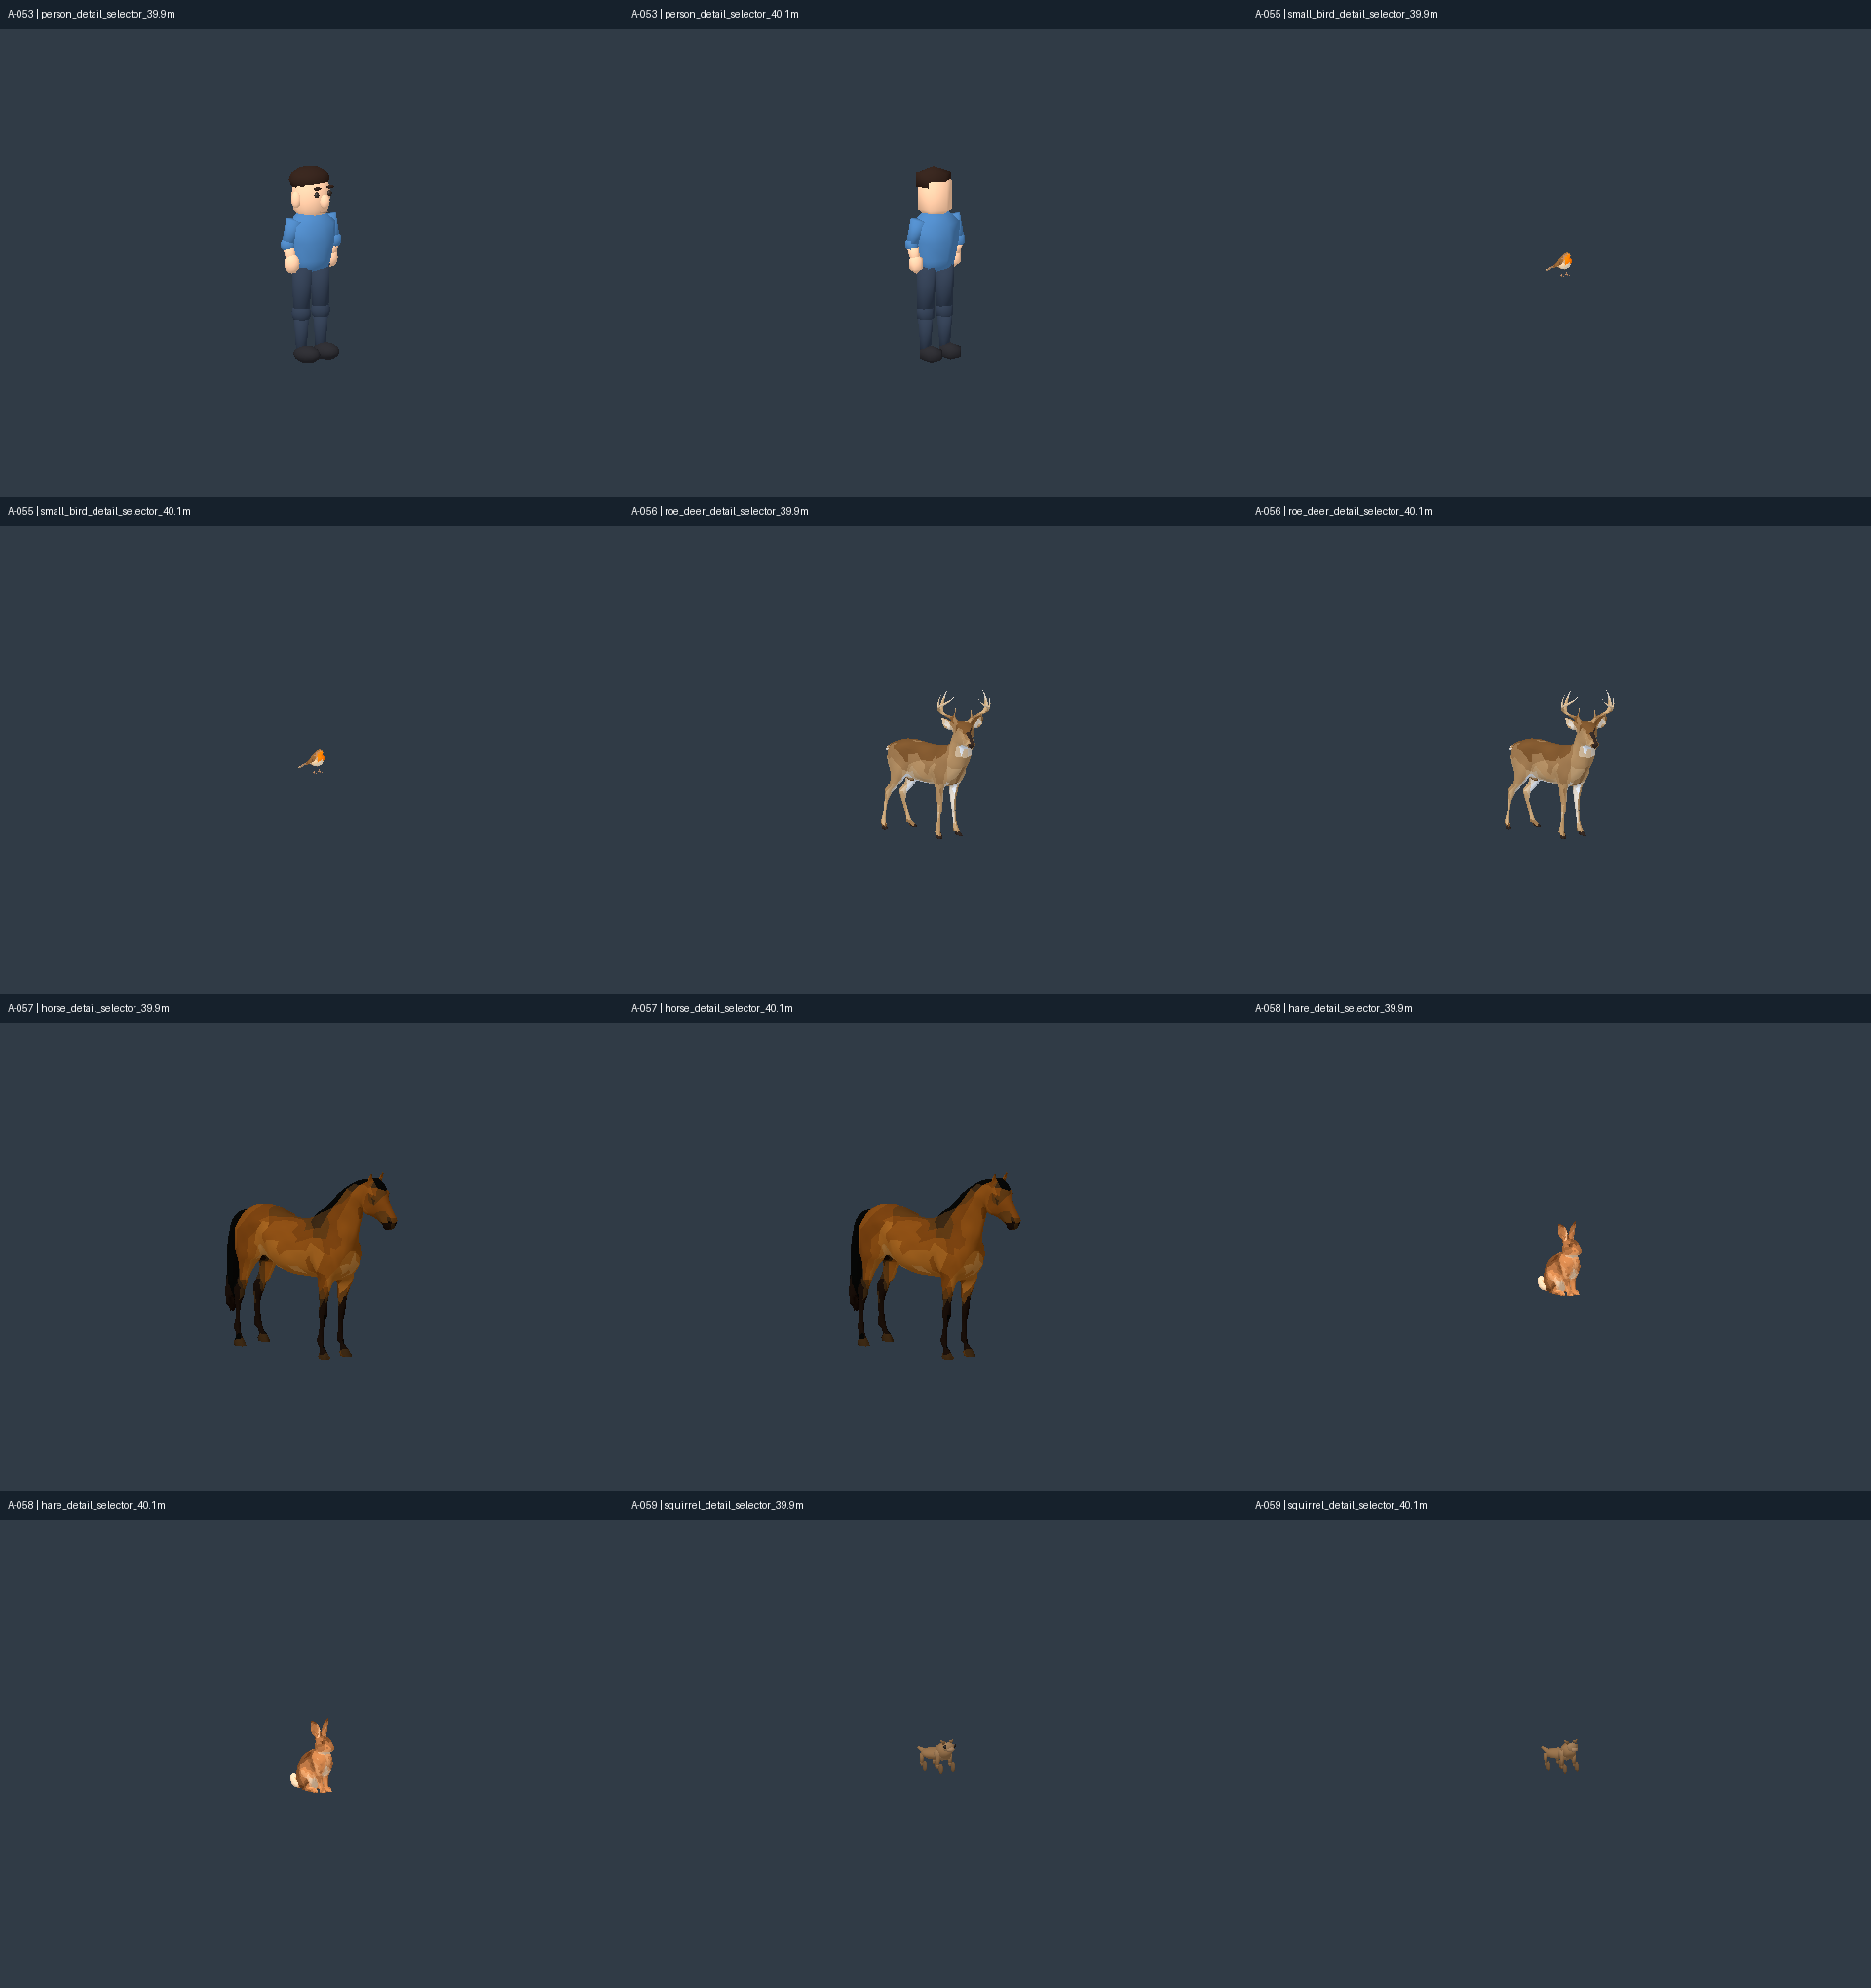 A-053 | person_detail_selector_39.9m
A-053 | person_detail_selector_40.1m
A-055 | small_bird_detail_selector_39.9m
A-055 | small_bird_detail_selector_40.1m
A-056 | roe_deer_detail_selector_39.9m
A-056 | roe_deer_detail_selector_40.1m
A-057 | horse_detail_selector_39.9m
A-057 | horse_detail_selector_40.1m
A-058 | hare_detail_selector_39.9m
A-058 | hare_detail_selector_40.1m
A-059 | squirrel_detail_selector_39.9m
A-059 | squirrel_detail_selector_40.1m